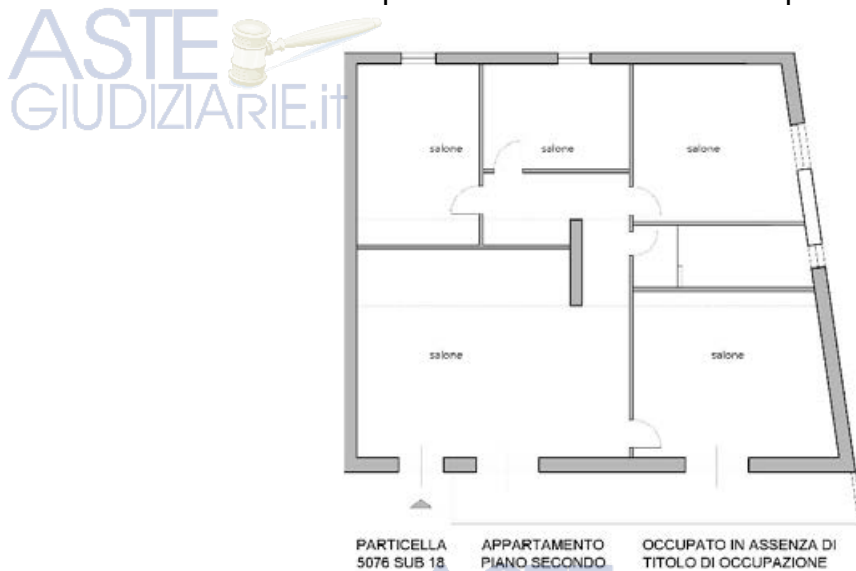 ASTE
GIUDIZIARIE.it
salone
salone
salone
salone
salone
PARTICELLA
5076 SUB 18
APPARTAMENTO
PIANO SECONDO
OCCUPATO IN ASSENZA DI
TITOLO DI OCCUPAZIONE